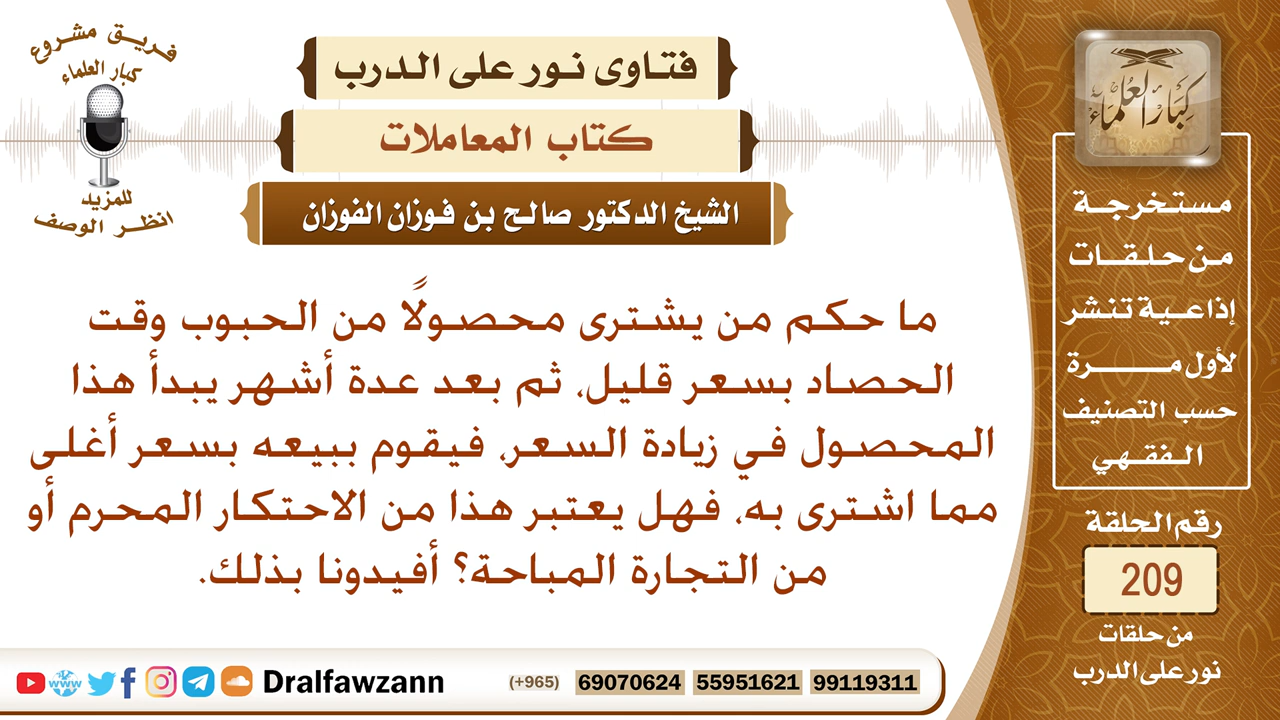 فريق مشروع
كبار العلماء
للمزيد
انظر الوصف
فتاوى نور على الدرب
كتاب المعاملات
الشيخ الدكتور صالح بن فوزان الفوزان
ما حكم من يشترى محصولًا من الحبوب وقت
الحصاد بسعر قليل، ثم بعد عدة أشهر يبدأ هذا
المحصول في زيادة السعر، فيقوم ببيعه بسعر أغلى
مما اشترى به، فهل يعتبر هذا من الاحتكار المحرم أو
من التجارة المباحة؟ أفيدونا بذلك.
كبار العلماء
مستخرجة
من حلقات
إذاعية تنشر
لأول مرة
حسب التصنيف
الفقهي
رقم الحلقة
209
من حلقات
نور على الدرب
www Dralfawzann (+965) 69070624 55951621 99119311